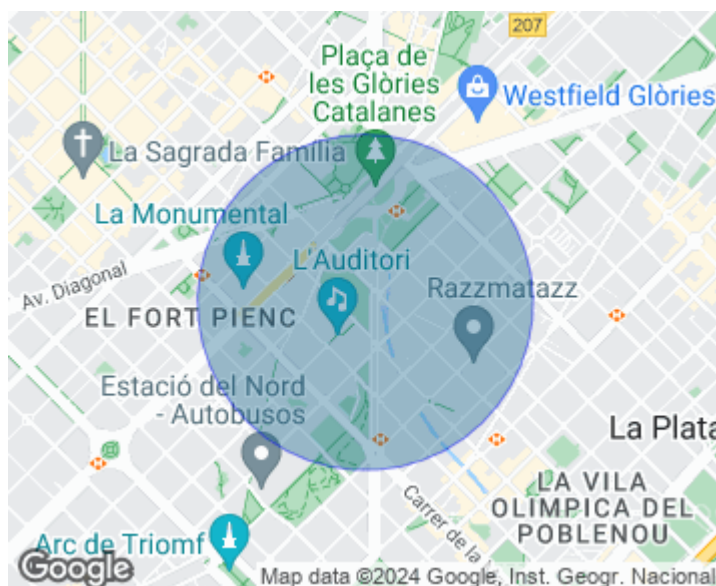 207
Plaça de
les Glòries
Catalanes
Westfield Glòries
La Sagrada Família
La Monumental
L'Auditori
Av. Diagonal
Razzmatazz
EL FORT PIENC
Estació del Nord
- Autobusos
La Plata
LA VILA
OLIMPICA DEL
POBLENOU
Carrer de la
Arc de Triomf
Google
Map data ©2024 Google, Inst. Geogr. Nacional